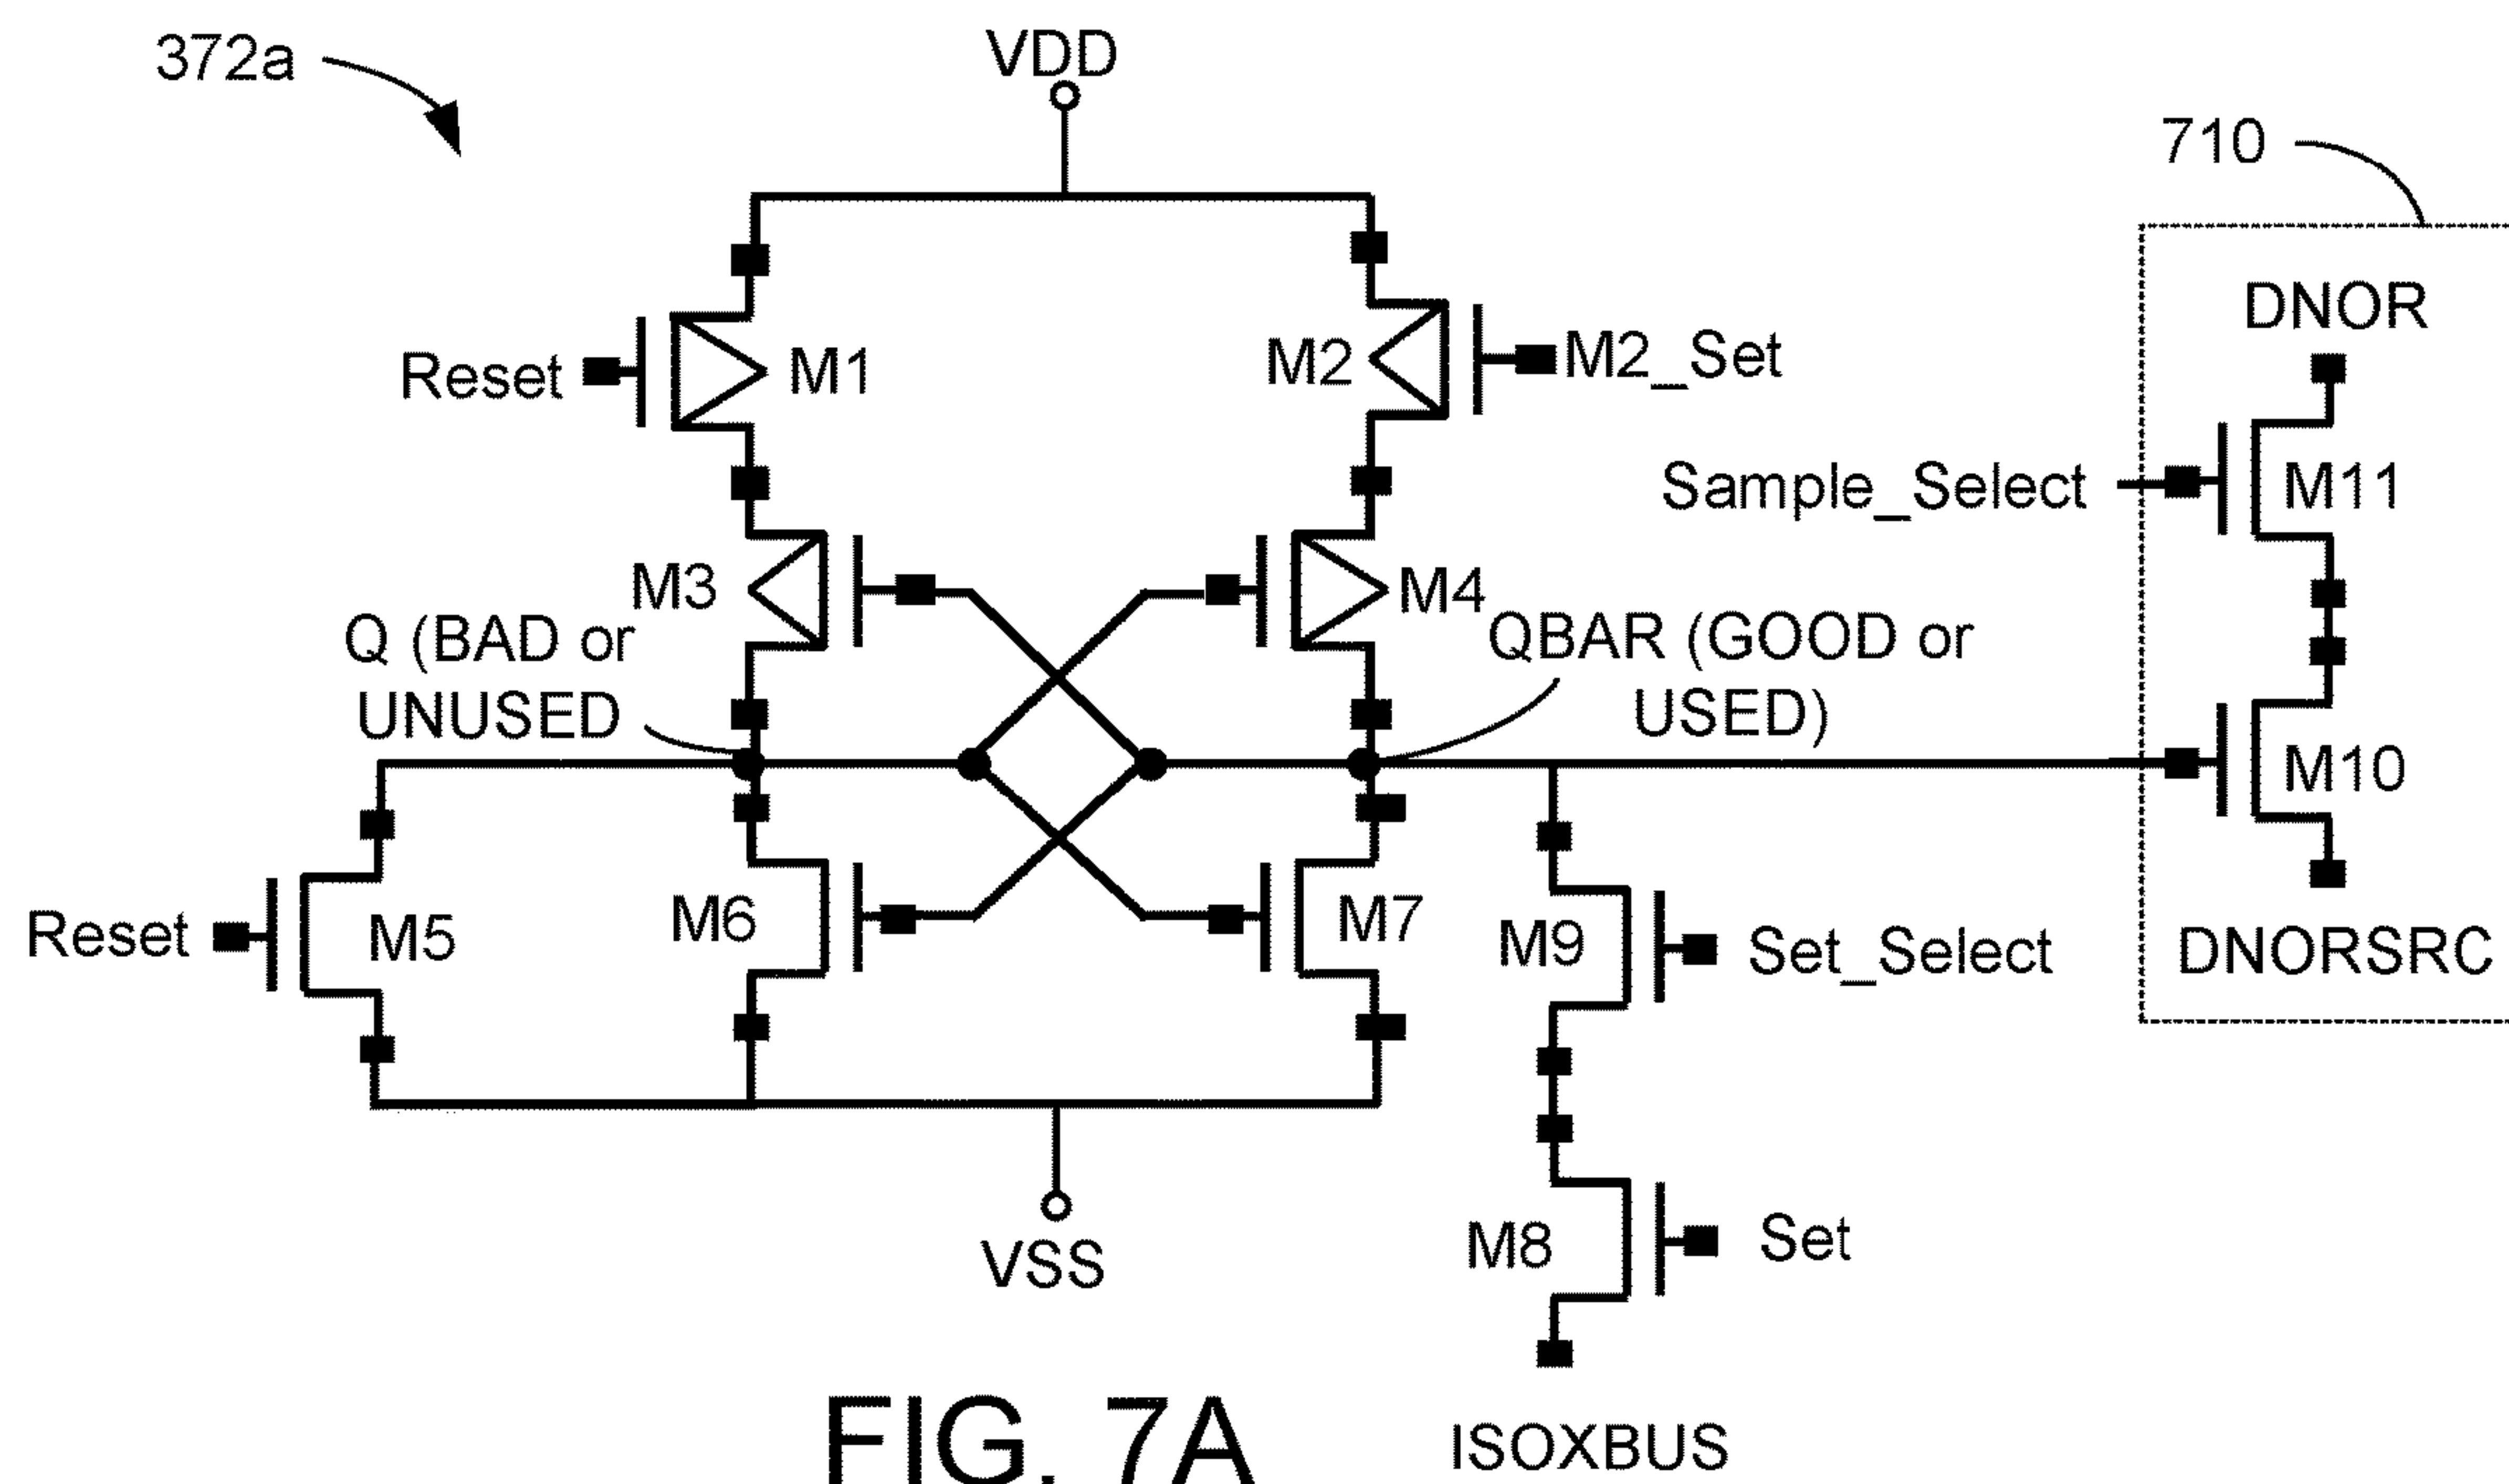 372a
VDD
710
DNOR
Reset
M1
M2
M2_Set
Sample_Select
M11
M3
M4
Q (BAD or
UNUSED
QBAR (GOOD or
USED)
M10
Reset
M5
M6
M7
M9
Set_Select
DNORSRC
VSS
M8
Set
FIG. 7A
ISOXBUS